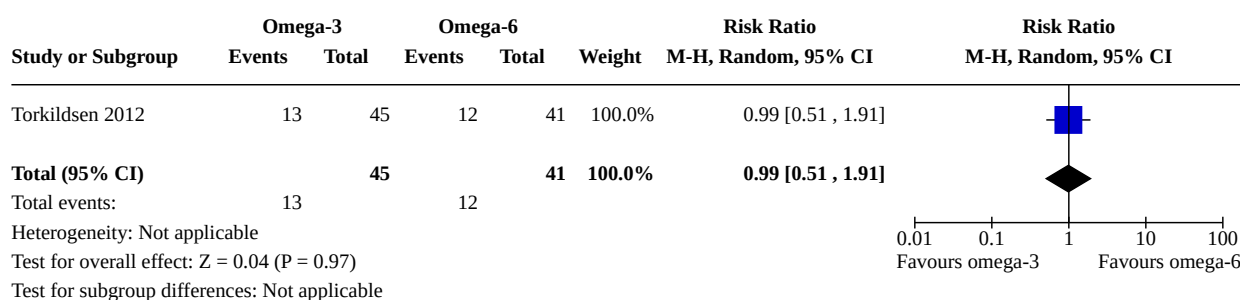 Omega-3 Omega-6 Risk Ratio Risk Ratio
Study or Subgroup Events Total Events Total Weight M-H, Random, 95% CI M-H, Random, 95% CI
Torkildsen 2012 13 45 12 41 100.0% 0.99 [0.51 , 1.91]
Total (95% CI) 45 41 100.0% 0.99 [0.51 , 1.91]
Total events: 13 12
Heterogeneity: Not applicable 0.01 0.1 1 10 100
Test for overall effect: Z = 0.04 (P = 0.97) Favours omega-3 Favours omega-6
Test for subgroup differences: Not applicable